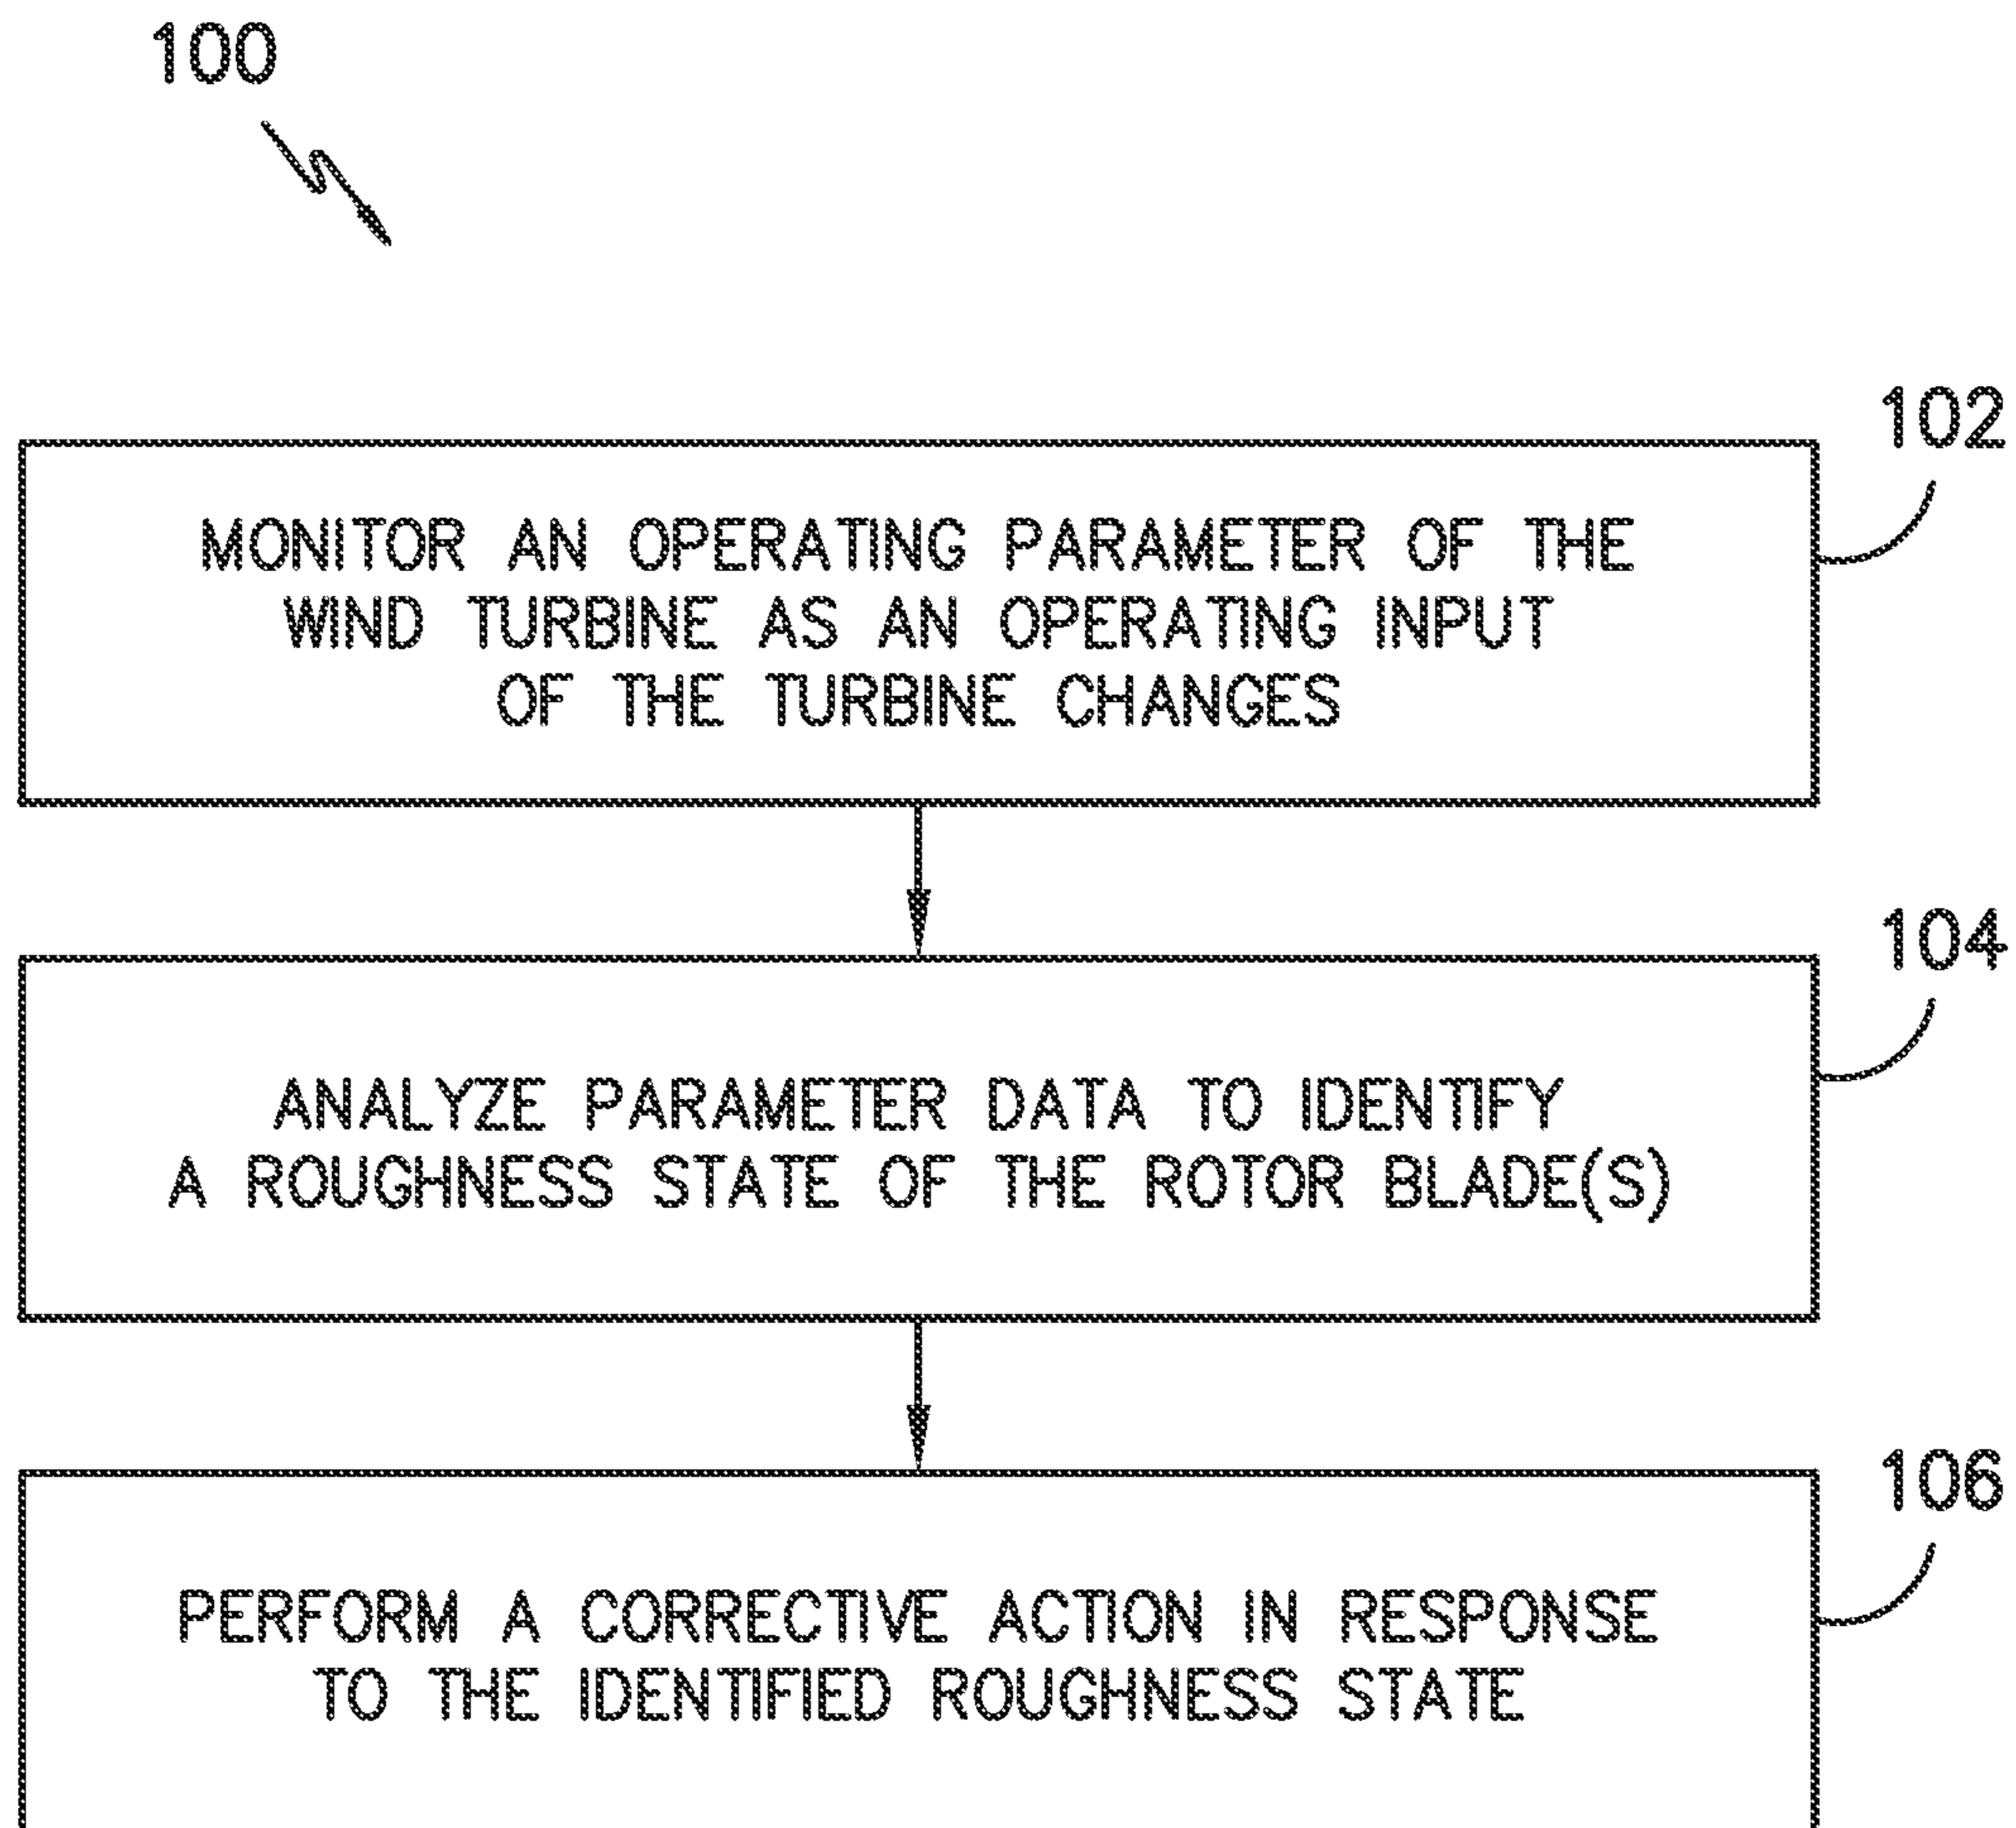 100
102
MONITOR AN OPERATING PARAMETER OF THE
WIND TURBINE AS AN OPERATING INPUT
OF THE TURBINE CHANGES
104
ANALYZE PARAMETER DATA TO IDENTIFY
A ROUGHNESS STATE OF THE ROTOR BLADE(S)
106
PERFORM A CORRECTIVE ACTION IN RESPONSE
TO THE IDENTIFIED ROUGHNESS STATE